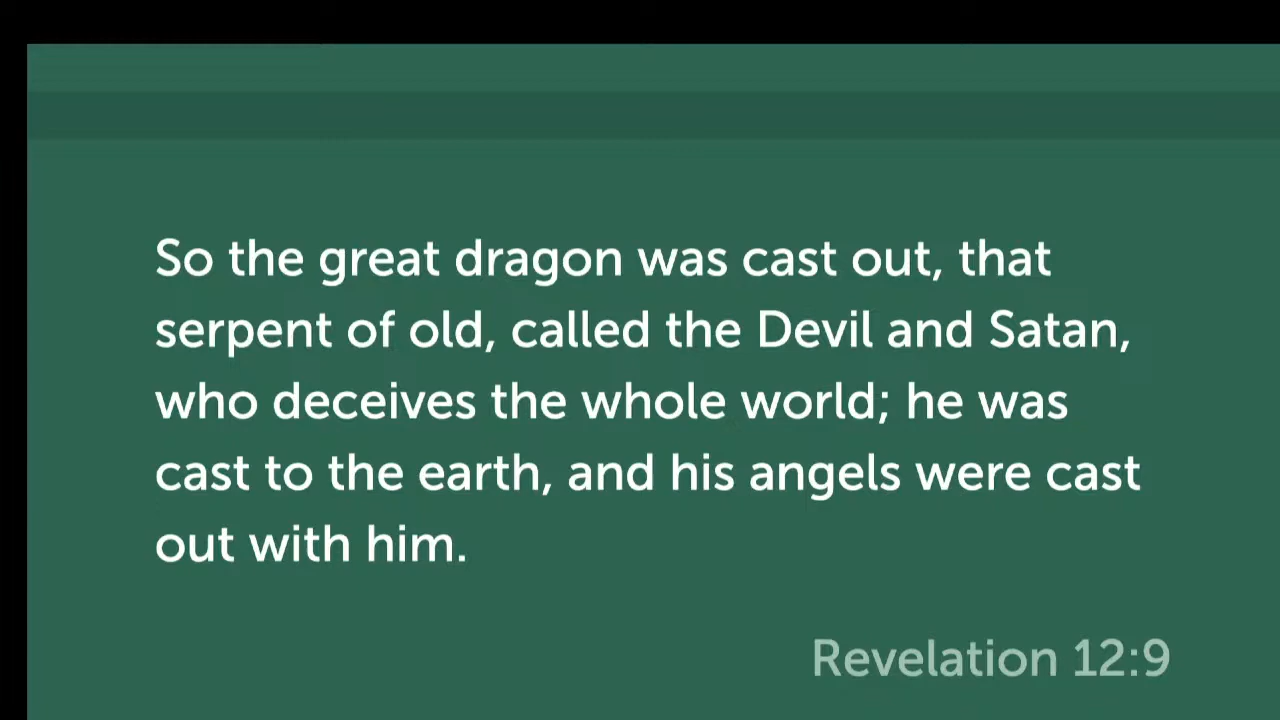 So the great dragon was cast out, that
serpent of old, called the Devil and Satan,
who deceives the whole world; he was
cast to the earth, and his angels were cast
out with him.
Revelation 12:9